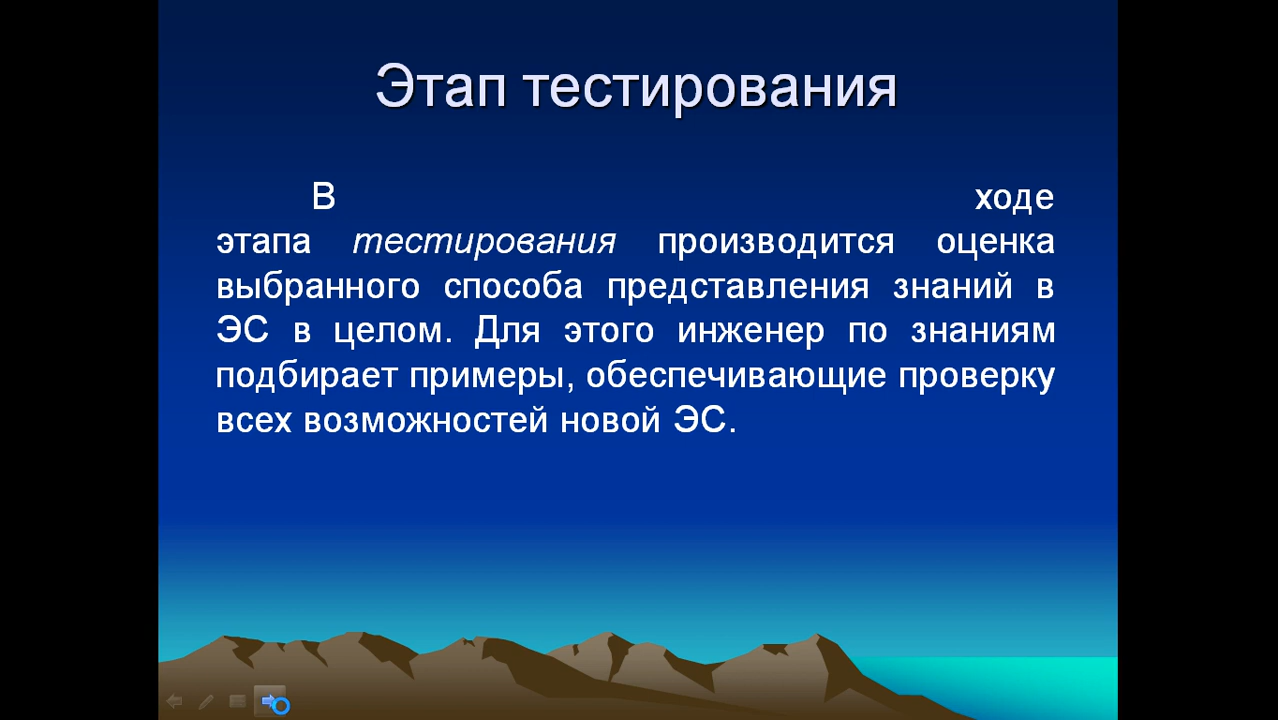 Этап тестирования
В ходе
этапа тестирования производится оценка
выбранного способа представления знаний в
ЭС в целом. Для этого инженер по знаниям
подбирает примеры, обеспечивающие проверку
всех возможностей новой ЭС.